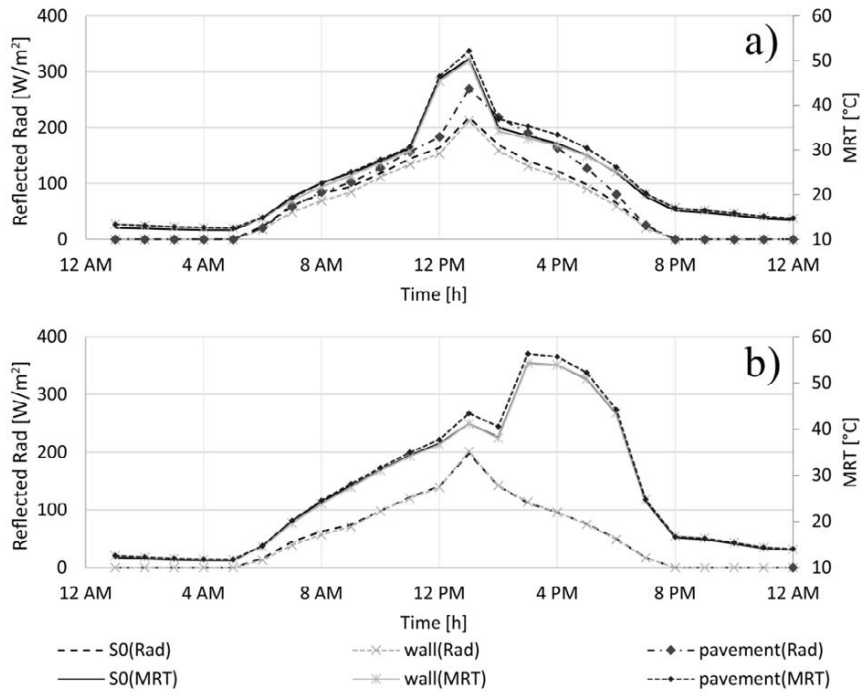 a)
Reflected Rad [W/m²]
400
300
200
100
0
60
50
40
30
20
10
MRT [°C]
12 AM 4 AM 8 AM 12 PM 4 PM 8 PM 12 AM
Time [h]
b)
Reflected Rad [W/m²]
400
300
200
100
0
60
50
40
30
20
10
MRT [°C]
12 AM 4 AM 8 AM 12 PM 4 PM 8 PM 12 AM
Time [h]
S0(Rad) wall(Rad) pavement(Rad)
S0(MRT) wall(MRT) pavement(MRT)